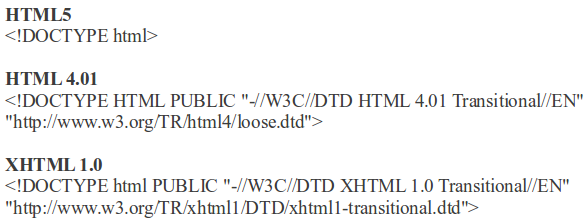 HTML5
<!DOCTYPE html>
HTML 4.01
<!DOCTYPE HTML PUBLIC "-//W3C//DTD HTML 4.01 Transitional//EN"
"http://www.w3.org/TR/html4/loose.dtd">
XHTML 1.0
<!DOCTYPE html PUBLIC "-//W3C//DTD XHTML 1.0 Transitional//EN"
"http://www.w3.org/TR/xhtml1/DTD/xhtml1-transitional.dtd">